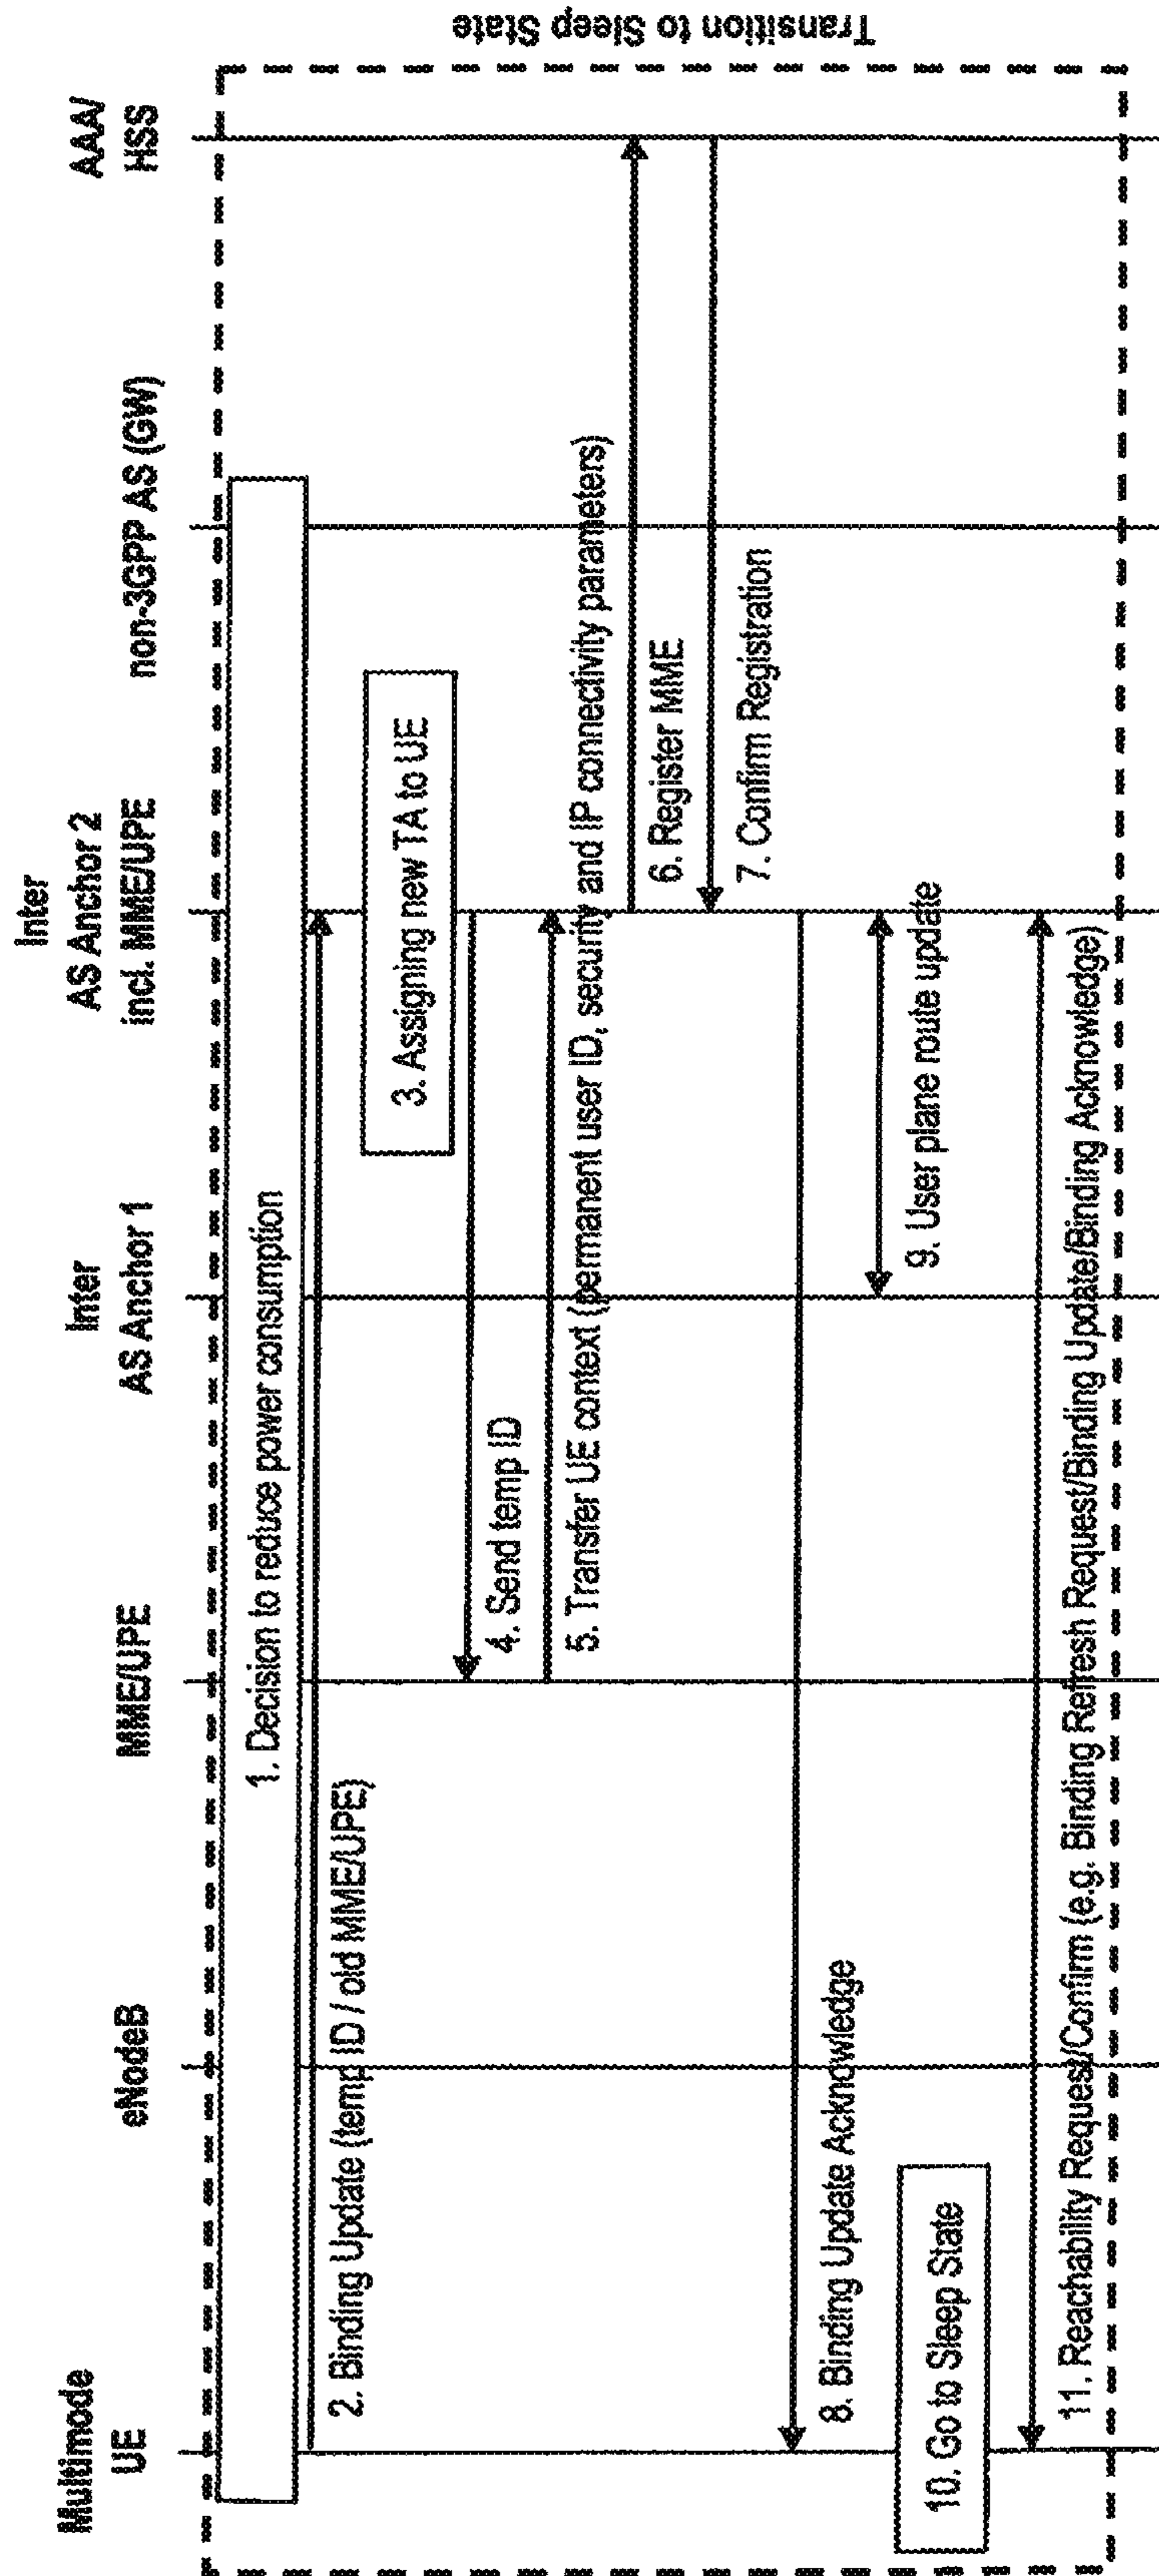 Multimode
UE
eNodeB
MME/UPE
Inter
AS Anchor 1
Inter
AS Anchor 2
incl. MME/UPE
non-3GPP AS (GW)
AAA/
HSS
1. Decision to reduce power consumption
2. Binding Update (temp ID / old MME/UPE)
3. Assigning new TA to UE
4. Send temp ID
5. Transfer UE context (permanent user ID, security and IP connectivity parameters)
6. Register MME
7. Confirm Registration
8. Binding Update Acknowledge
9. User plane route update
10. Go to Sleep State
11. Reachability Request/Confirm (e.g. Binding Refresh Request/Binding Update/Binding Acknowledge)
Transition to Sleep State